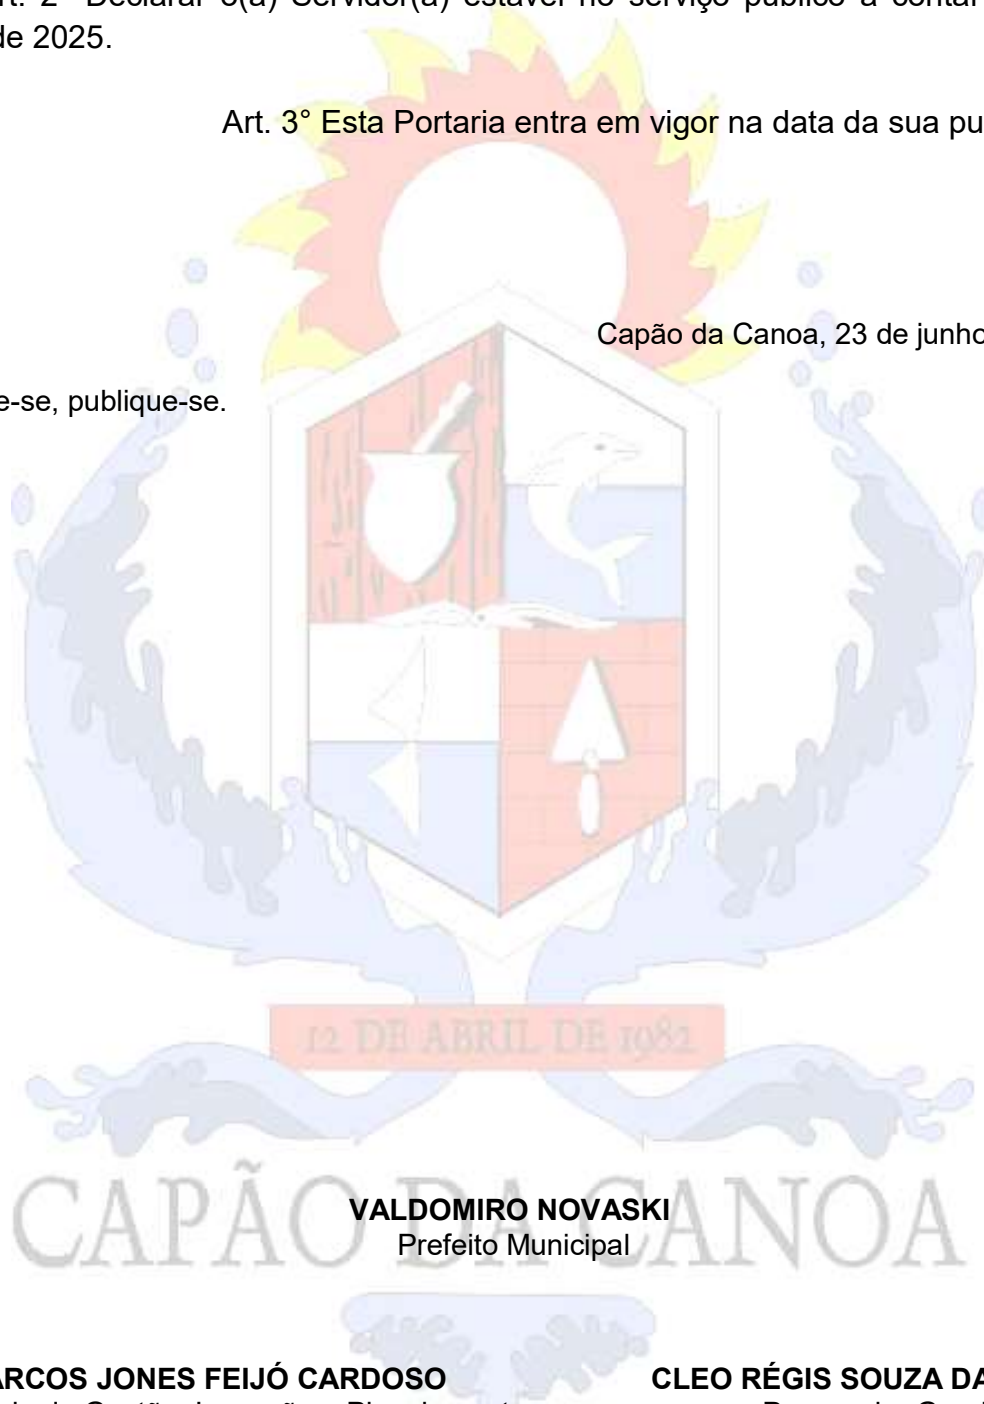 Art. 2° Declarar o(a) Servidor(a) estável no serviço público a contar
de 2025.
Art. 3° Esta Portaria entra em vigor na data da sua pu
Capão da Canoa, 23 de junho
e-se, publique-se.
12 DE ABRIL DE 1982
CAPÃO DA CANOA
VALDOMIRO NOVASKI
Prefeito Municipal
ARCOS JONES FEIJÓ CARDOSO
CLEO RÉGIS SOUZA DA